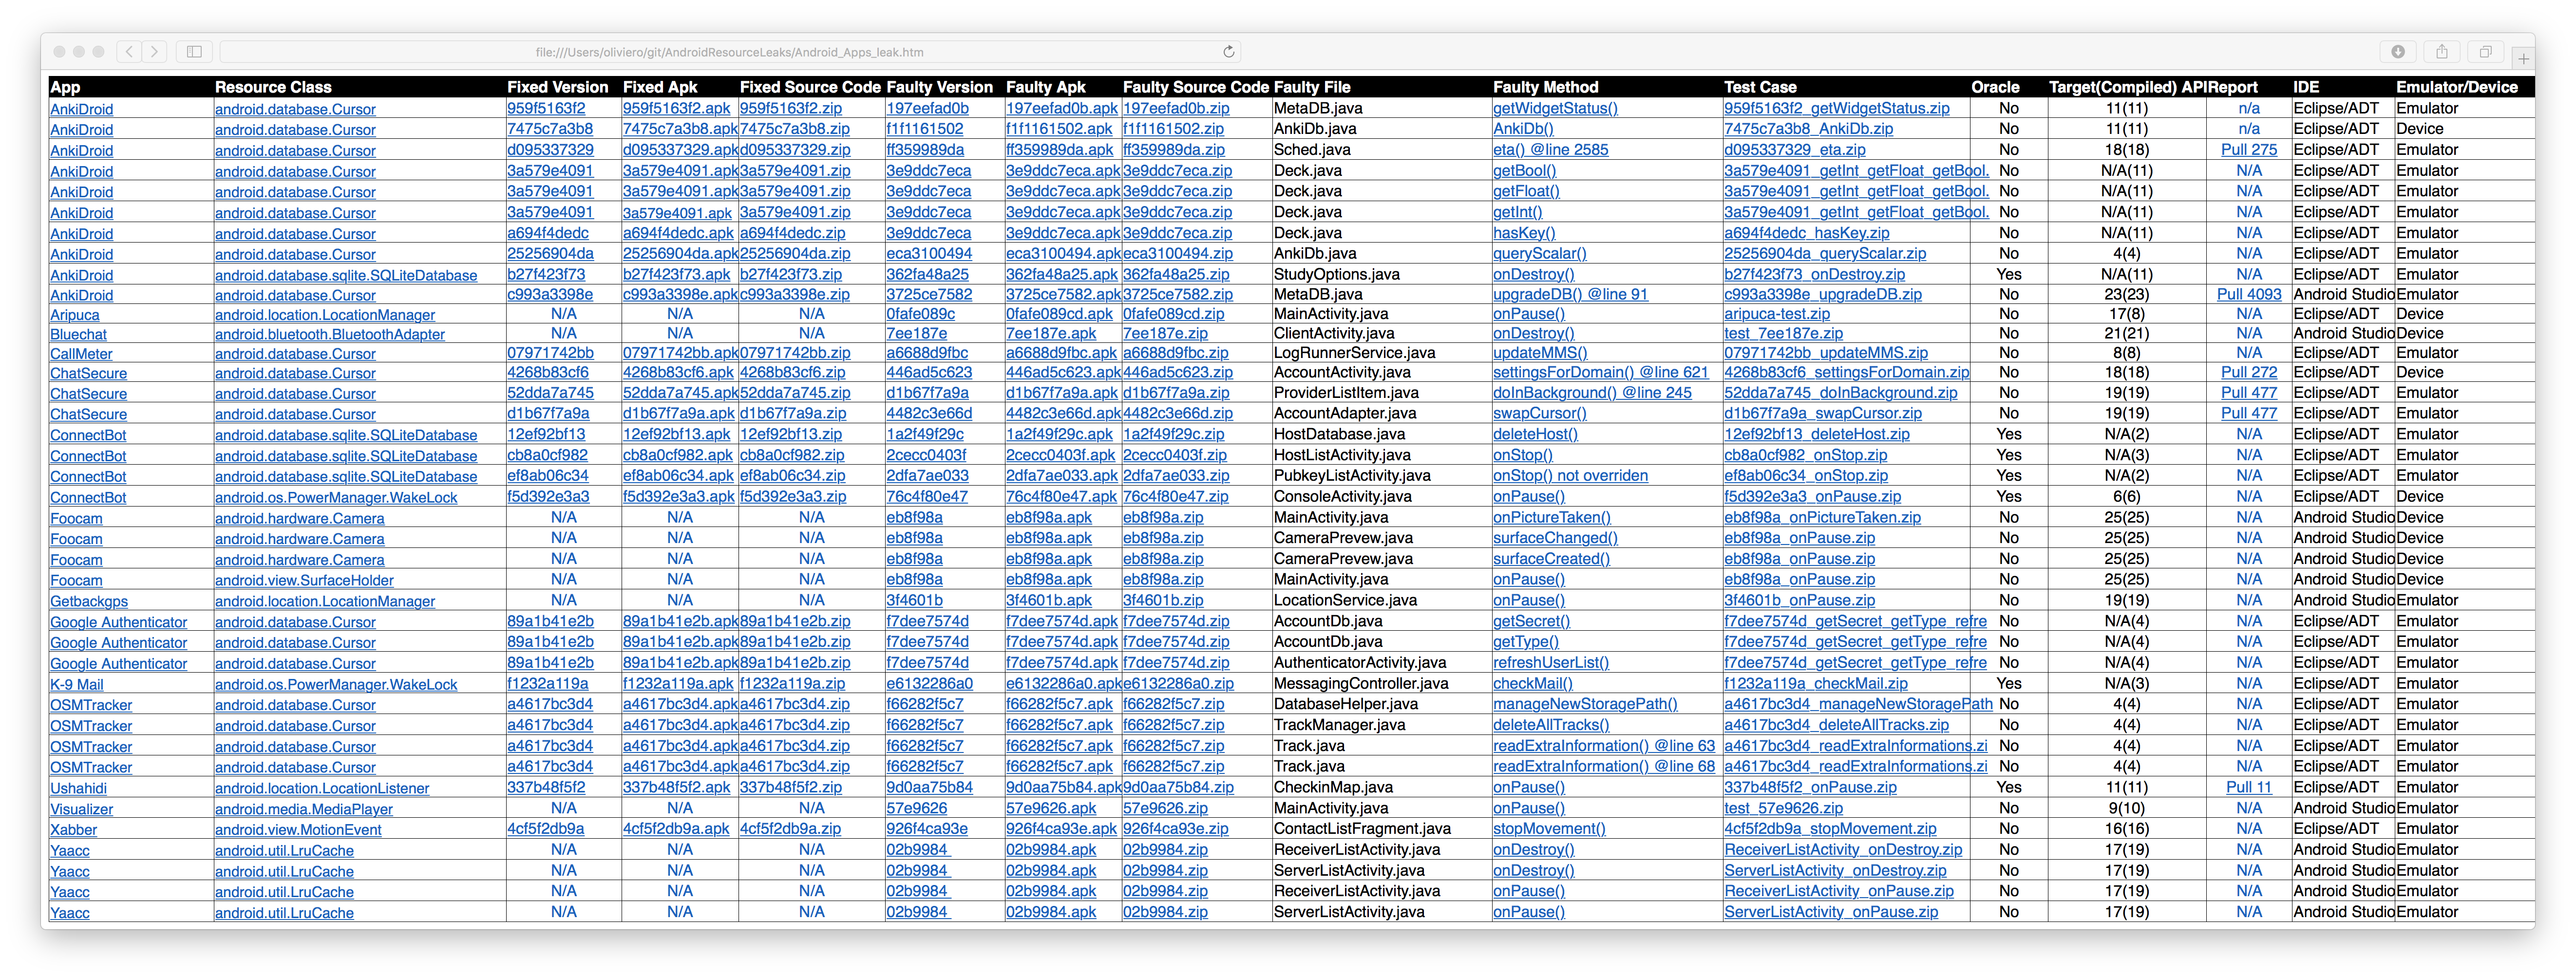 file:///Users/oliviero/git/AndroidResourceLeaks/Android_Apps_leak.htm
App Resource Class Fixed Version Fixed Apk Fixed Source Code Faulty Version Faulty Apk Faulty Source Code Faulty File Faulty Method Test Case Oracle Target(Compiled) API Report IDE Emulator/Device
AnkiDroid android.database.Cursor 959f5163f2 959f5163f2.apk 959f5163f2.zip 197eefad0b 197eefad0b.apk 197eefad0b.zip MetaDB.java getWidgetStatus() 959f5163f2_getWidgetStatus.zip No 11(11) n/a Eclipse/ADT Emulator
AnkiDroid android.database.Cursor 7475c7a3b8 7475c7a3b8.apk 7475c7a3b8.zip f1f1161502 f1f1161502.apk f1f1161502.zip AnkiDb.java AnkiDb() 7475c7a3b8_AnkiDb.zip No 11(11) n/a Eclipse/ADT Device
AnkiDroid android.database.Cursor d095337329 d095337329.apk d095337329.zip ff359989da ff359989da.apk ff359989da.zip Sched.java eta() @line 2585 d095337329_eta.zip No 18(18) Pull 275 Eclipse/ADT Emulator
AnkiDroid android.database.Cursor 3a579e4091 3a579e4091.apk 3a579e4091.zip 3e9ddc7eca 3e9ddc7eca.apk 3e9ddc7eca.zip Deck.java getBool() 3a579e4091_getInt_getFloat_getBool. No N/A(11) N/A Eclipse/ADT Emulator
AnkiDroid android.database.Cursor 3a579e4091 3a579e4091.apk 3a579e4091.zip 3e9ddc7eca 3e9ddc7eca.apk 3e9ddc7eca.zip Deck.java getFloat() 3a579e4091_getInt_getFloat_getBool. No N/A(11) N/A Eclipse/ADT Emulator
AnkiDroid android.database.Cursor 3a579e4091 3a579e4091.apk 3a579e4091.zip 3e9ddc7eca 3e9ddc7eca.apk 3e9ddc7eca.zip Deck.java getInt() 3a579e4091_getInt_getFloat_getBool. No N/A(11) N/A Eclipse/ADT Emulator
AnkiDroid android.database.Cursor a694f4dedc a694f4dedc.apk a694f4dedc.zip 3e9ddc7eca 3e9ddc7eca.apk 3e9ddc7eca.zip Deck.java hasKey() a694f4dedc_hasKey.zip No N/A(11) N/A Eclipse/ADT Emulator
AnkiDroid android.database.Cursor 25256904da 25256904da.apk 25256904da.zip eca3100494 eca3100494.apk eca3100494.zip AnkiDb.java queryScalar() 25256904da_queryScalar.zip No 4(4) N/A Eclipse/ADT Emulator
AnkiDroid android.database.sqlite.SQLiteDatabase b27f423f73 b27f423f73.apk b27f423f73.zip 362fa48a25 362fa48a25.apk 362fa48a25.zip StudyOptions.java onDestroy() b27f423f73_onDestroy.zip Yes N/A(11) N/A Eclipse/ADT Emulator
AnkiDroid android.database.Cursor c993a3398e c993a3398e.apk c993a3398e.zip 3725ce7582 3725ce7582.apk 3725ce7582.zip MetaDB.java upgradeDB() @line 91 c993a3398e_upgradeDB.zip No 23(23) Pull 4093 Android Studio Emulator
Aripuca android.location.LocationManager N/A N/A N/A 0fafe089c 0fafe089cd.apk 0fafe089cd.zip MainActivity.java onPause() aripuca-test.zip No 17(8) N/A Eclipse/ADT Device
Bluechat android.bluetooth.BluetoothAdapter N/A N/A N/A 7ee187e 7ee187e.apk 7ee187e.zip ClientActivity.java onDestroy() test_7ee187e.zip No 21(21) N/A Android Studio Device
CallMeter android.database.Cursor 07971742bb 07971742bb.apk 07971742bb.zip a6688d9fbc a6688d9fbc.apk a6688d9fbc.zip LogRunnerService.java updateMMS() 07971742bb_updateMMS.zip No 8(8) N/A Eclipse/ADT Emulator
ChatSecure android.database.Cursor 4268b83cf6 4268b83cf6.apk 4268b83cf6.zip 446ad5c623 446ad5c623.apk 446ad5c623.zip AccountActivity.java settingsForDomain() @line 621 4268b83cf6_settingsForDomain.zip No 18(18) Pull 272 Eclipse/ADT Device
ChatSecure android.database.Cursor 52dda7a745 52dda7a745.apk 52dda7a745.zip d1b67f7a9a d1b67f7a9a.apk d1b67f7a9a.zip ProviderListItem.java doInBackground() @line 245 52dda7a745_doInBackground.zip No 19(19) Pull 477 Eclipse/ADT Emulator
ChatSecure android.database.Cursor d1b67f7a9a d1b67f7a9a.apk d1b67f7a9a.zip 4482c3e66d 4482c3e66d.apk 4482c3e66d.zip AccountAdapter.java swapCursor() d1b67f7a9a_swapCursor.zip No 19(19) Pull 477 Eclipse/ADT Emulator
ConnectBot android.database.sqlite.SQLiteDatabase 12ef92bf13 12ef92bf13.apk 12ef92bf13.zip 1a2f49f29c 1a2f49f29c.apk 1a2f49f29c.zip HostDatabase.java deleteHost() 12ef92bf13_deleteHost.zip Yes N/A(2) N/A Eclipse/ADT Emulator
ConnectBot android.database.sqlite.SQLiteDatabase cb8a0cf982 cb8a0cf982.apk cb8a0cf982.zip 2cecc0403f 2cecc0403f.apk 2cecc0403f.zip HostListActivity.java onStop() cb8a0cf982_onStop.zip Yes N/A(3) N/A Eclipse/ADT Emulator
ConnectBot android.database.sqlite.SQLiteDatabase ef8ab06c34 ef8ab06c34.apk ef8ab06c34.zip 2dfa7ae033 2dfa7ae033.apk 2dfa7ae033.zip PubkeyListActivity.java onStop() not overriden ef8ab06c34_onStop.zip Yes N/A(2) N/A Eclipse/ADT Emulator
ConnectBot android.os.PowerManager.WakeLock f5d392e3a3 f5d392e3a3.apk f5d392e3a3.zip 76c4f80e47 76c4f80e47.apk 76c4f80e47.zip ConsoleActivity.java onPause() f5d392e3a3_onPause.zip Yes 6(6) N/A Eclipse/ADT Device
Foocam android.hardware.Camera N/A N/A N/A eb8f98a eb8f98a.apk eb8f98a.zip MainActivity.java onPictureTaken() eb8f98a_onPictureTaken.zip No 25(25) N/A Android Studio Device
Foocam android.hardware.Camera N/A N/A N/A eb8f98a eb8f98a.apk eb8f98a.zip CameraPrevew.java surfaceChanged() eb8f98a_onPause.zip No 25(25) N/A Android Studio Device
Foocam android.hardware.Camera N/A N/A N/A eb8f98a eb8f98a.apk eb8f98a.zip CameraPrevew.java surfaceCreated() eb8f98a_onPause.zip No 25(25) N/A Android Studio Device
Foocam android.view.SurfaceHolder N/A N/A N/A eb8f98a eb8f98a.apk eb8f98a.zip MainActivity.java onPause() eb8f98a_onPause.zip No 25(25) N/A Android Studio Device
Getbackgps android.location.LocationManager N/A N/A N/A 3f4601b 3f4601b.apk 3f4601b.zip LocationService.java onPause() 3f4601b_onPause.zip No 19(19) N/A Android Studio Emulator
Google Authenticator android.database.Cursor 89a1b41e2b 89a1b41e2b.apk 89a1b41e2b.zip f7dee7574d f7dee7574d.apk f7dee7574d.zip AccountDb.java getSecret() f7dee7574d_getSecret_getType_refre No N/A(4) N/A Eclipse/ADT Emulator
Google Authenticator android.database.Cursor 89a1b41e2b 89a1b41e2b.apk 89a1b41e2b.zip f7dee7574d f7dee7574d.apk f7dee7574d.zip AccountDb.java getType() f7dee7574d_getSecret_getType_refre No N/A(4) N/A Eclipse/ADT Emulator
Google Authenticator android.database.Cursor 89a1b41e2b 89a1b41e2b.apk 89a1b41e2b.zip f7dee7574d f7dee7574d.apk f7dee7574d.zip AuthenticatorActivity.java refreshUserList() f7dee7574d_getSecret_getType_refre No N/A(4) N/A Eclipse/ADT Emulator
K-9 Mail android.os.PowerManager.WakeLock f1232a119a f1232a119a.apk f1232a119a.zip e6132286a0 e6132286a0.apk e6132286a0.zip MessagingController.java checkMail() f1232a119a_checkMail.zip Yes N/A(3) N/A Eclipse/ADT Emulator
OSMTracker android.database.Cursor a4617bc3d4 a4617bc3d4.apk a4617bc3d4.zip f66282f5c7 f66282f5c7.apk f66282f5c7.zip DatabaseHelper.java manageNewStoragePath() a4617bc3d4_manageNewStoragePath No 4(4) N/A Eclipse/ADT Emulator
OSMTracker android.database.Cursor a4617bc3d4 a4617bc3d4.apk a4617bc3d4.zip f66282f5c7 f66282f5c7.apk f66282f5c7.zip TrackManager.java deleteAllTracks() a4617bc3d4_deleteAllTracks.zip No 4(4) N/A Eclipse/ADT Emulator
OSMTracker android.database.Cursor a4617bc3d4 a4617bc3d4.apk a4617bc3d4.zip f66282f5c7 f66282f5c7.apk f66282f5c7.zip Track.java readExtraInformation() @line 63 a4617bc3d4_readExtraInformations.zi No 4(4) N/A Eclipse/ADT Emulator
OSMTracker android.database.Cursor a4617bc3d4 a4617bc3d4.apk a4617bc3d4.zip f66282f5c7 f66282f5c7.apk f66282f5c7.zip Track.java readExtraInformation() @line 68 a4617bc3d4_readExtraInformations.zi No 4(4) N/A Eclipse/ADT Emulator
Ushahidi android.location.LocationListener 337b48f5f2 337b48f5f2.apk 337b48f5f2.zip 9d0aa75b84 9d0aa75b84.apk 9d0aa75b84.zip CheckinMap.java onPause() 337b48f5f2_onPause.zip Yes 11(11) Pull 11 Eclipse/ADT Emulator
Visualizer android.media.MediaPlayer N/A N/A N/A 57e9626 57e9626.apk 57e9626.zip MainActivity.java onPause() test_57e9626.zip No 9(10) N/A Android Studio Emulator
Xabber android.view.MotionEvent 4cf5f2db9a 4cf5f2db9a.apk 4cf5f2db9a.zip 926f4ca93e 926f4ca93e.apk 926f4ca93e.zip ContactListFragment.java stopMovement() 4cf5f2db9a_stopMovement.zip No 16(16) N/A Eclipse/ADT Emulator
Yaacc android.util.LruCache N/A N/A N/A 02b9984 02b9984.apk 02b9984.zip ReceiverListActivity.java onDestroy() ReceiverListActivity_onDestroy.zip No 17(19) N/A Android Studio Emulator
Yaacc android.util.LruCache N/A N/A N/A 02b9984 02b9984.apk 02b9984.zip ServerListActivity.java onDestroy() ServerListActivity_onDestroy.zip No 17(19) N/A Android Studio Emulator
Yaacc android.util.LruCache N/A N/A N/A 02b9984 02b9984.apk 02b9984.zip ReceiverListActivity.java onPause() ReceiverListActivity_onPause.zip No 17(19) N/A Android Studio Emulator
Yaacc android.util.LruCache N/A N/A N/A 02b9984 02b9984.apk 02b9984.zip ServerListActivity.java onPause() ServerListActivity_onPause.zip No 17(19) N/A Android Studio Emulator